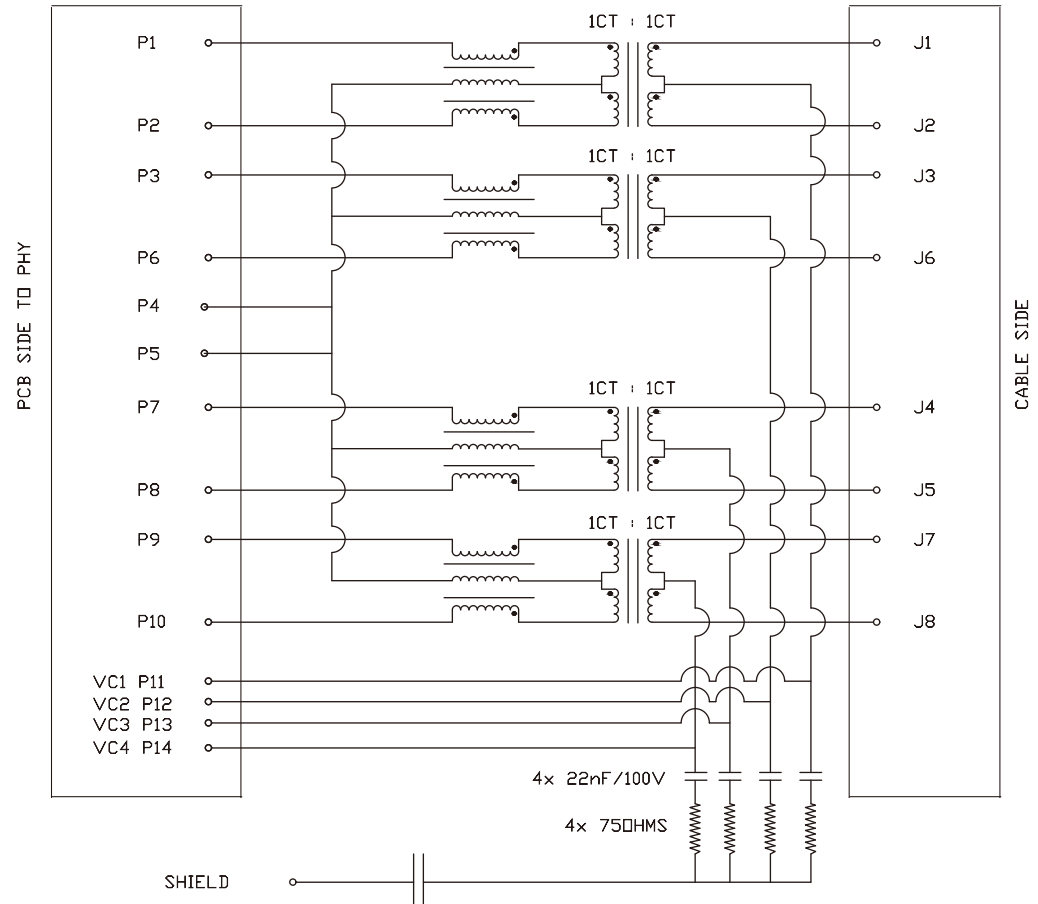 1CT : 1CT
P1 J1
P2 J2
1CT : 1CT
P3 J3
P6 J6
PCB SIDE TO PHY
P4
CABLE SIDE
P5
1CT : 1CT
P7 J4
P8 J5
1CT : 1CT
P9 J7
P10 J8
VC1 P11
VC2 P12
VC3 P13
VC4 P14
4x 22nF/100V
4x 75OHMS
SHIELD